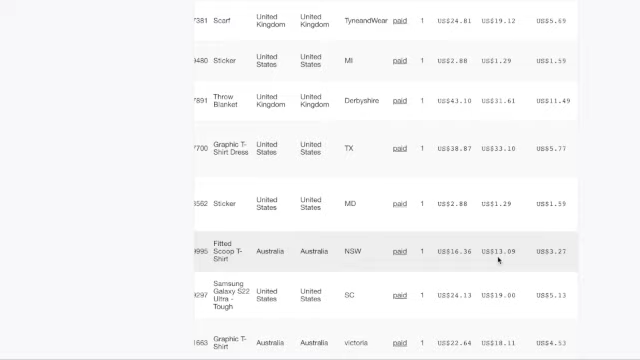 7381 Scarf United Kingdom United Kingdom TyneandWear paid 1 US$24.81 US$19.12 US$5.69
9480 Sticker United States United States MI paid 1 US$2.88 US$1.29 US$1.59
7891 Throw Blanket United Kingdom United Kingdom Derbyshire paid 1 US$43.10 US$31.61 US$11.49
7700 Graphic T-Shirt Dress United States United States TX paid 1 US$38.87 US$33.10 US$5.77
3562 Sticker United States United States MD paid 1 US$2.88 US$1.29 US$1.59
9995 Fitted Scoop T-Shirt Australia Australia NSW paid 1 US$16.36 US$13.09 US$3.27
9297 Samsung Galaxy S22 Ultra - Tough United States United States SC paid 1 US$24.13 US$19.00 US$5.13
1663 Graphic T-Shirt Australia Australia victoria paid 1 US$22.64 US$18.11 US$4.53